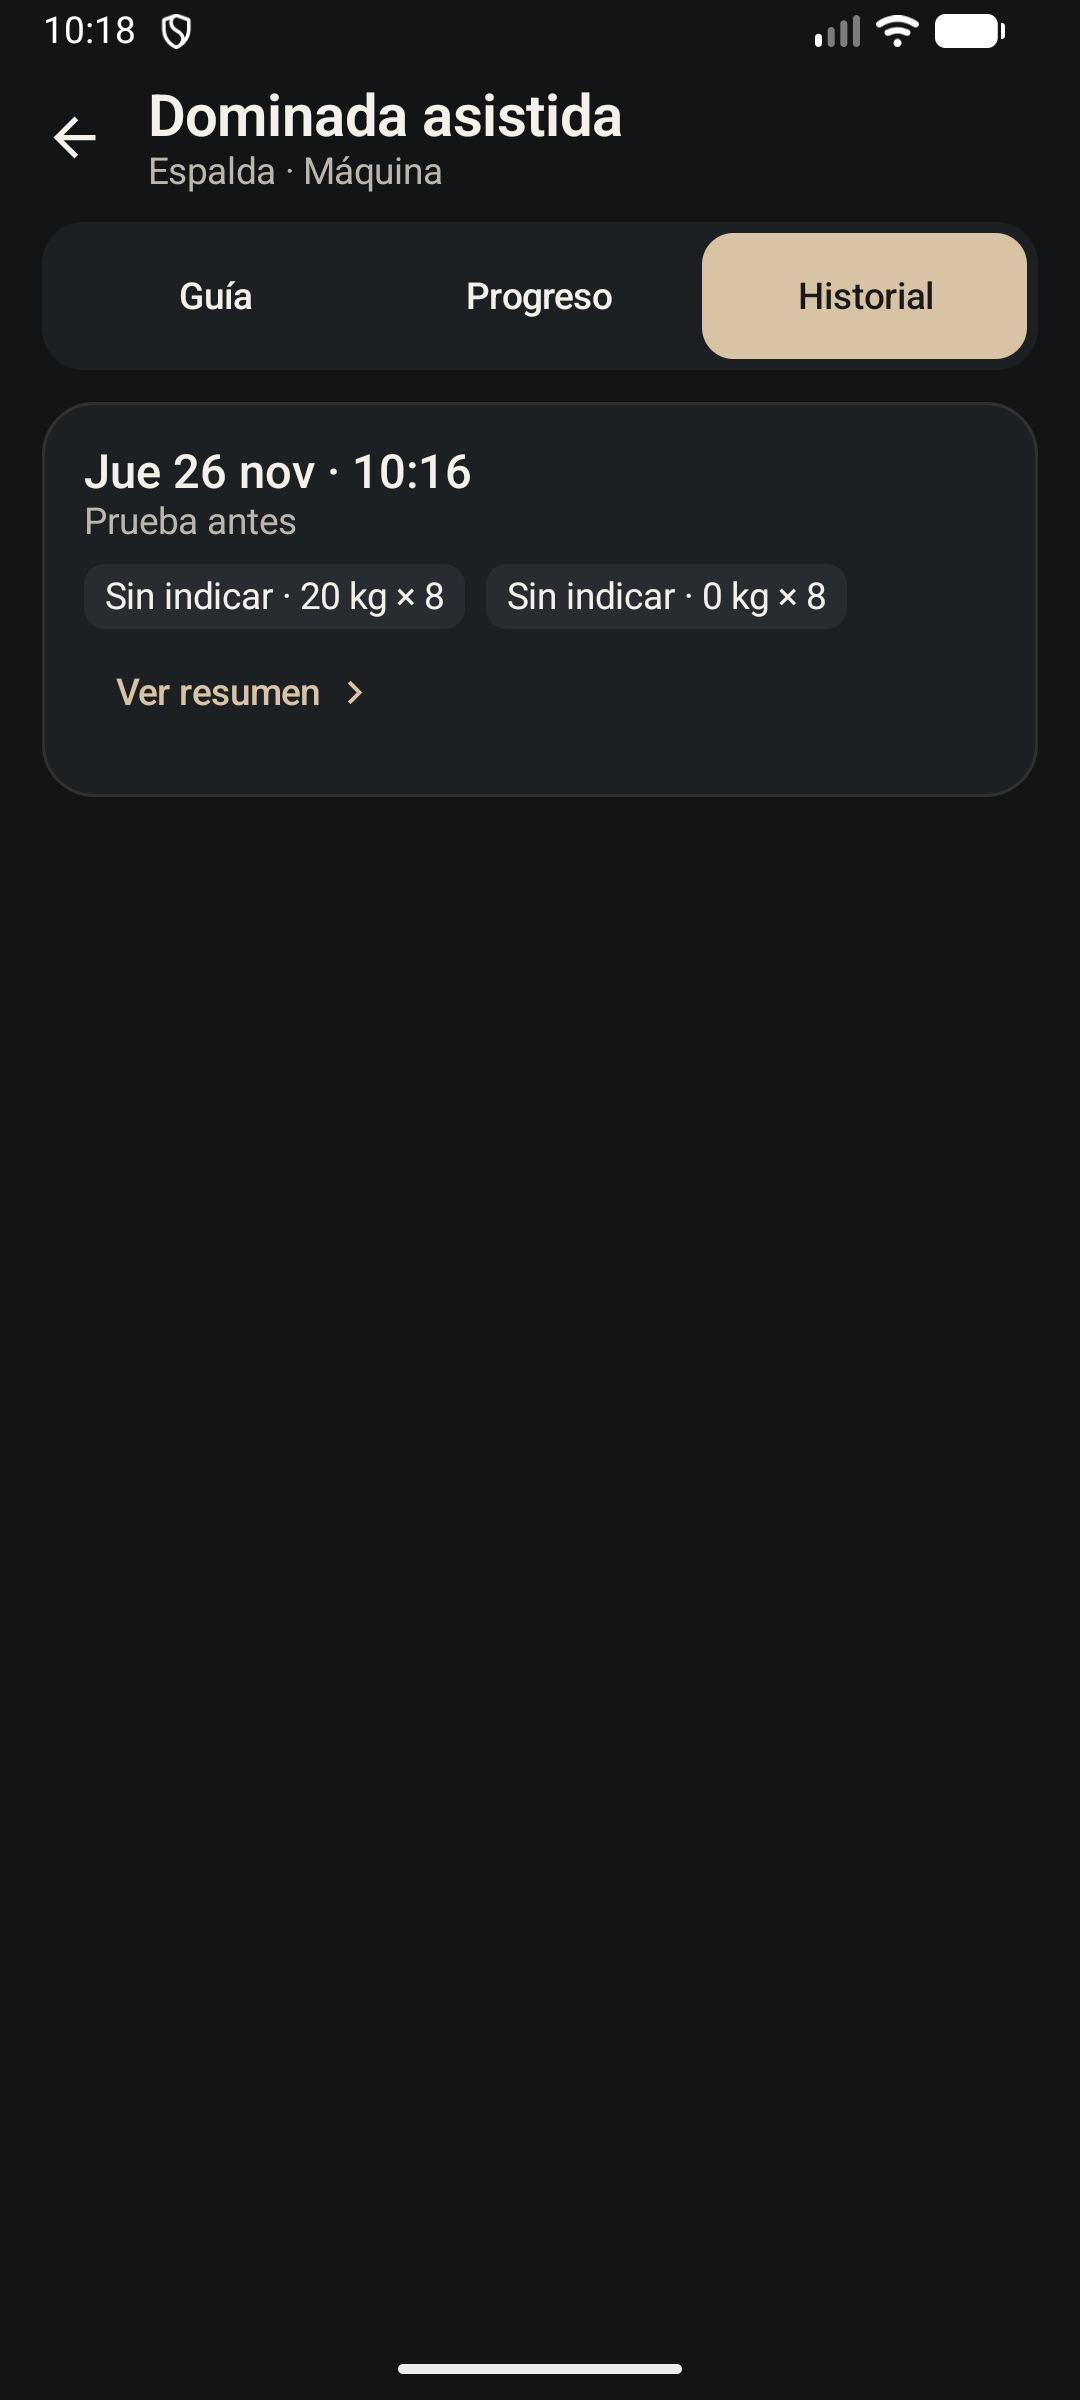 10:18
Dominada asistida
Espalda · Máquina
Guía
Progreso
Historial
Jue 26 nov · 10:16
Prueba antes
Sin indicar · 20 kg × 8
Sin indicar · 0 kg × 8
Ver resumen